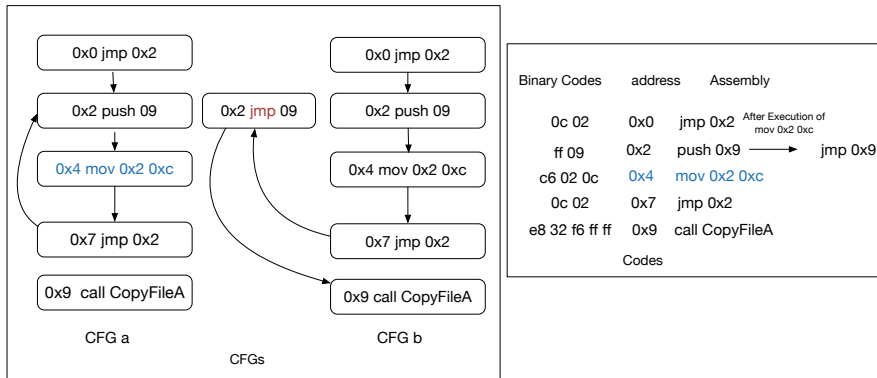 0x0 jmp 0x2
0x2 push 09
0x4 mov 0x2 0xc
0x7 jmp 0x2
0x9 call CopyFileA
CFG a
0x2 jmp 09
0x0 jmp 0x2
0x2 push 09
0x4 mov 0x2 0xc
0x7 jmp 0x2
0x9 call CopyFileA
CFG b
CFGs
Binary Codes address Assembly
0c 02 0x0 jmp 0x2 After Execution of
mov 0x2 0xc
ff 09 0x2 push 0x9 jmp 0x9
c6 02 0c 0x4 mov 0x2 0xc
0c 02 0x7 jmp 0x2
e8 32 f6 ff ff 0x9 call CopyFileA
Codes